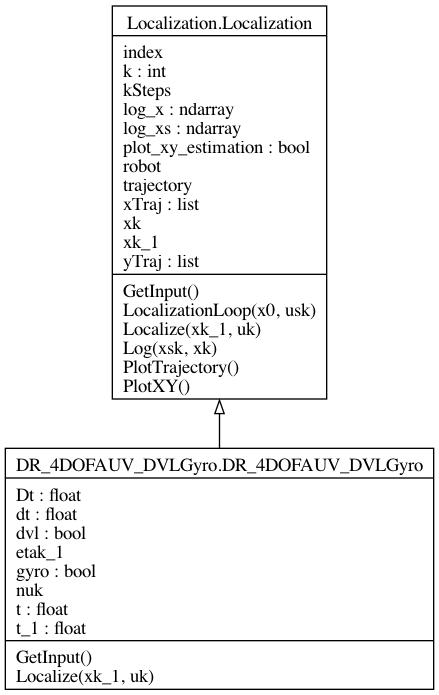 Localization.Localization
index
k : int
kSteps
log_x : ndarray
log_xs : ndarray
plot_xy_estimation : bool
robot
trajectory
xTraj : list
xk
xk_1
yTraj : list
GetInput()
LocalizationLoop(x0, usk)
Localize(xk_1, uk)
Log(xsk, xk)
PlotTrajectory()
PlotXY()
DR_4DOFAUV_DVLGyro.DR_4DOFAUV_DVLGyro
Dt : float
dt : float
dvl : bool
etak_1
gyro : bool
nuk
t : float
t_1 : float
GetInput()
Localize(xk_1, uk)